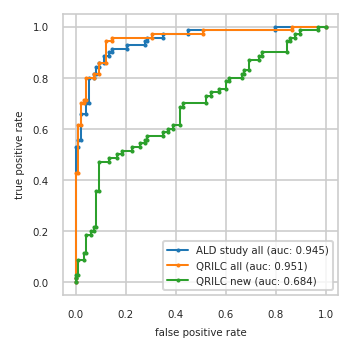 1.0
0.8
0.6
0.4
0.2
0.0
true positive rate
ALD study all (auc: 0.945)
QRILC all (auc: 0.951)
QRILC new (auc: 0.684)
0.0 0.2 0.4 0.6 0.8 1.0
false positive rate